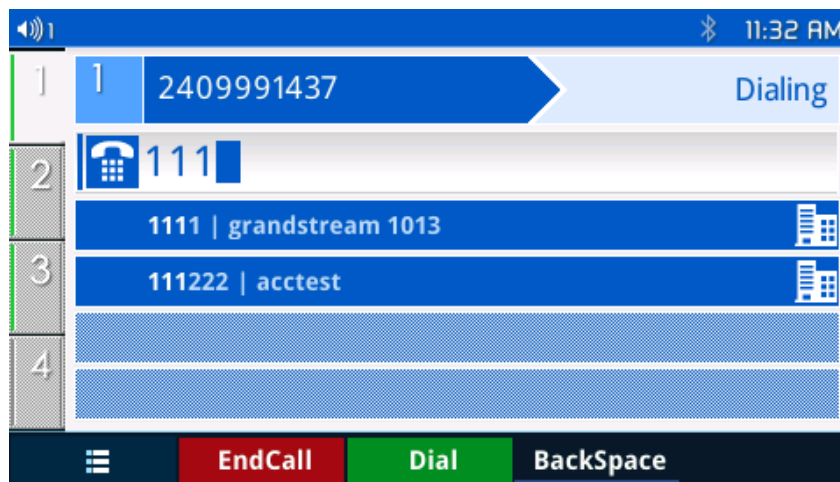 1 11:32 AM
1
1 2409991437 Dialing
111
2
1111 | grandstream 1013
3
111222 | acctest
4
EndCall Dial BackSpace